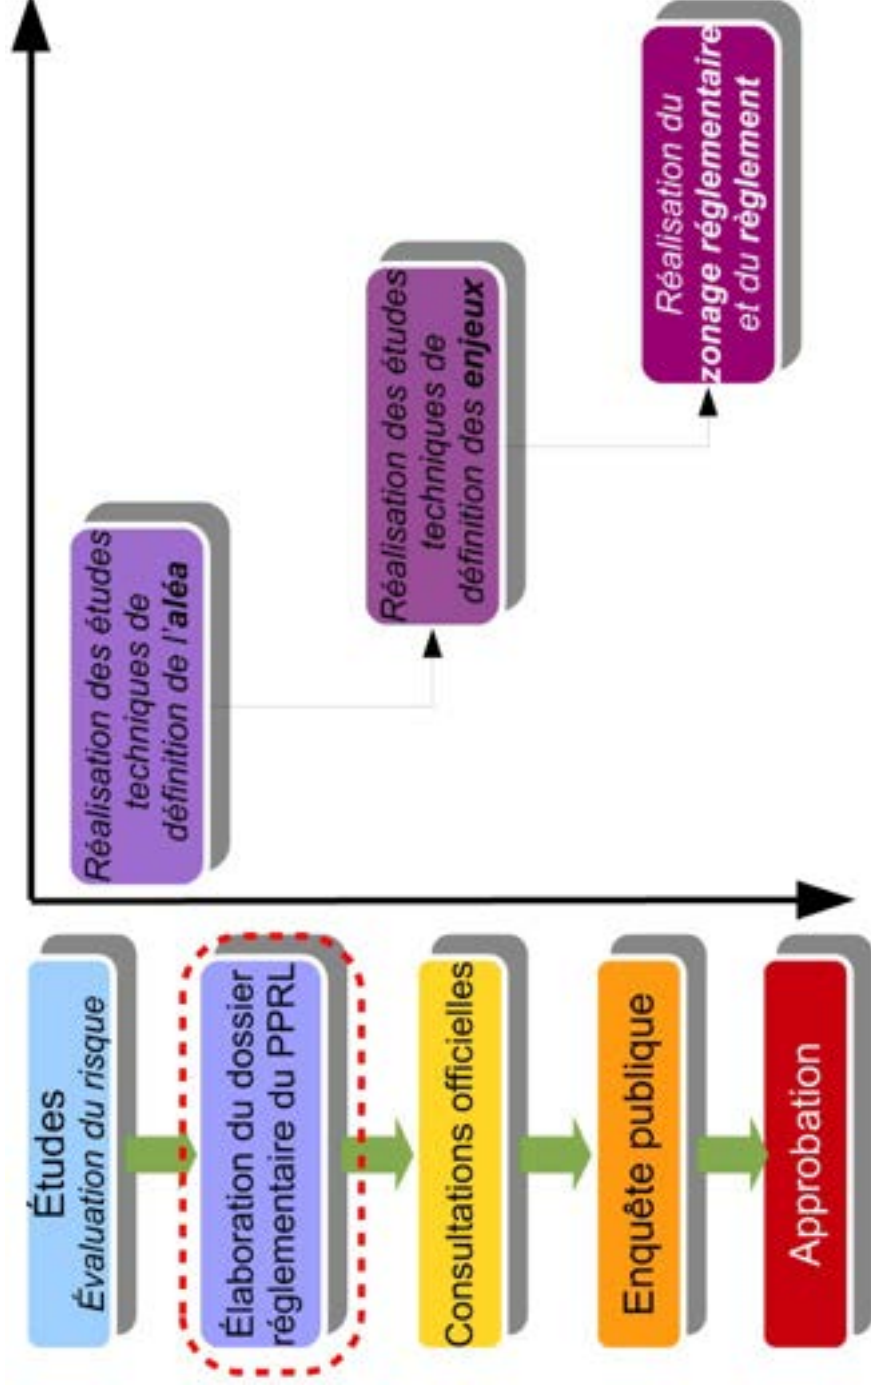 Études
Évaluation du risque
Élaboration du dossier
réglementaire du PPRL
Consultations officielles
Enquête publique
Approbation
Réalisation des études
techniques de
définition de l'aléa
Réalisation des études
techniques de
définition des enjeux
Réalisation du
zonage réglementaire
et du règlement